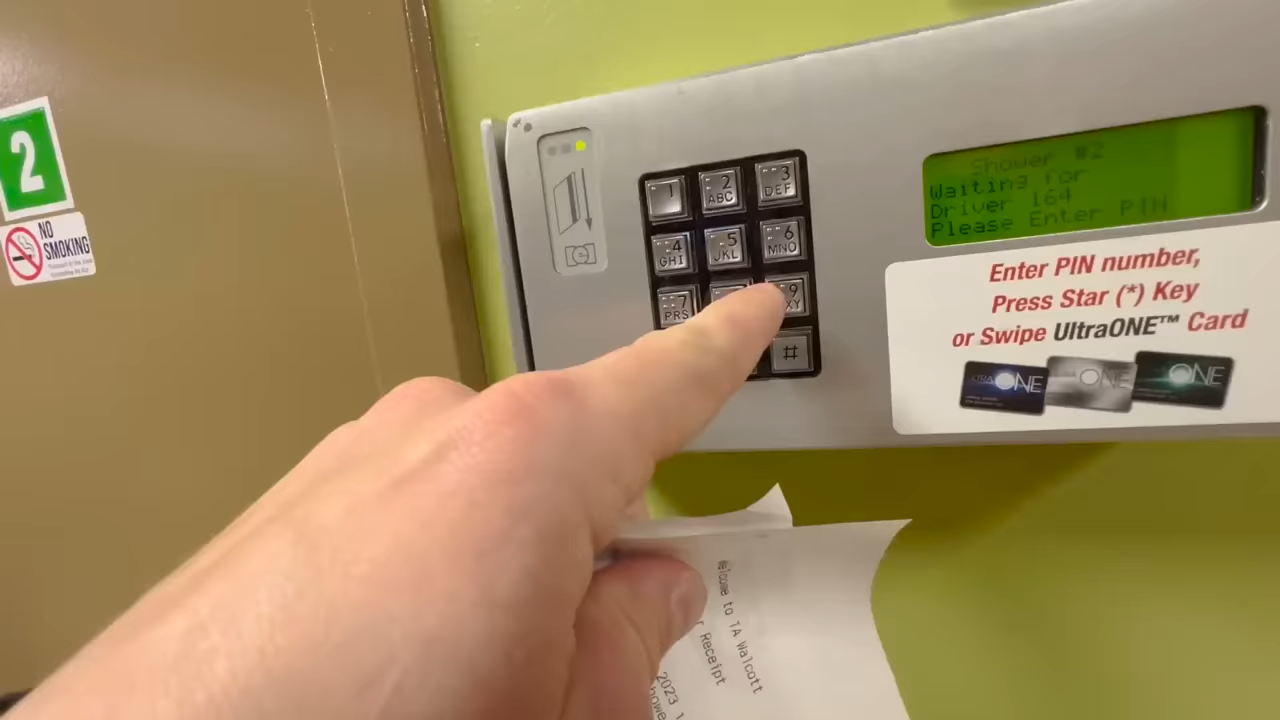 2
NO
SMOKING
1
2
ABC
3
DEF
4
GHI
5
JKL
6
MNO
7
PRS
9
XY
#
Shower #2
Waiting for
Driver 164
Please Enter PIN
Enter PIN number,
Press Star (*) Key
or Swipe UltraONE™ Card
ONE
ONE
ONE
Welcome to TA Walcott
Receipt
2023